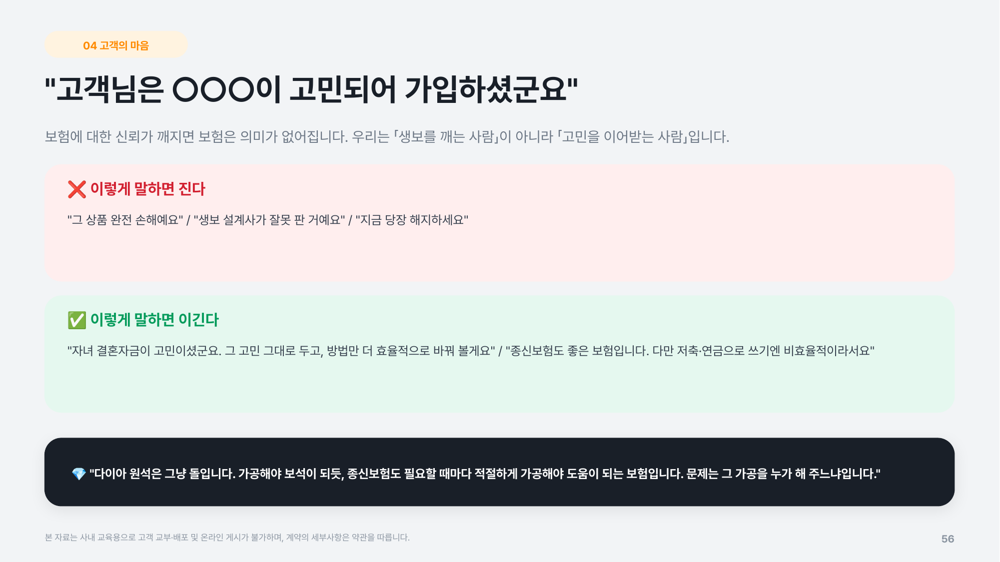 04 고객의 마음
"고객님은 ○○○이 고민되어 가입하셨군요"
보험에 대한 신뢰가 깨지면 보험은 의미가 없어집니다. 우리는 「생보를 깨는 사람」이 아니라 「고민을 이어받는 사람」입니다.
❌ 이렇게 말하면 진다
"그 상품 완전 손해예요" / "생보 설계사가 잘못 판 거예요" / "지금 당장 해지하세요"
✅ 이렇게 말하면 이긴다
"자녀 결혼자금이 고민이셨군요. 그 고민 그대로 두고, 방법만 더 효율적으로 바꿔 볼게요" / "종신보험도 좋은 보험입니다. 다만 저축·연금으로 쓰기엔 비효율적이라서요"
💎 "다이아 원석은 그냥 돌입니다. 가공해야 보석이 되듯, 종신보험도 필요할 때마다 적절하게 가공해야 도움이 되는 보험입니다. 문제는 그 가공을 누가 해 주느냐입니다."
본 자료는 사내 교육용으로 고객 교부·배포 및 온라인 게시가 불가하며, 계약의 세부사항은 약관을 따릅니다.
56